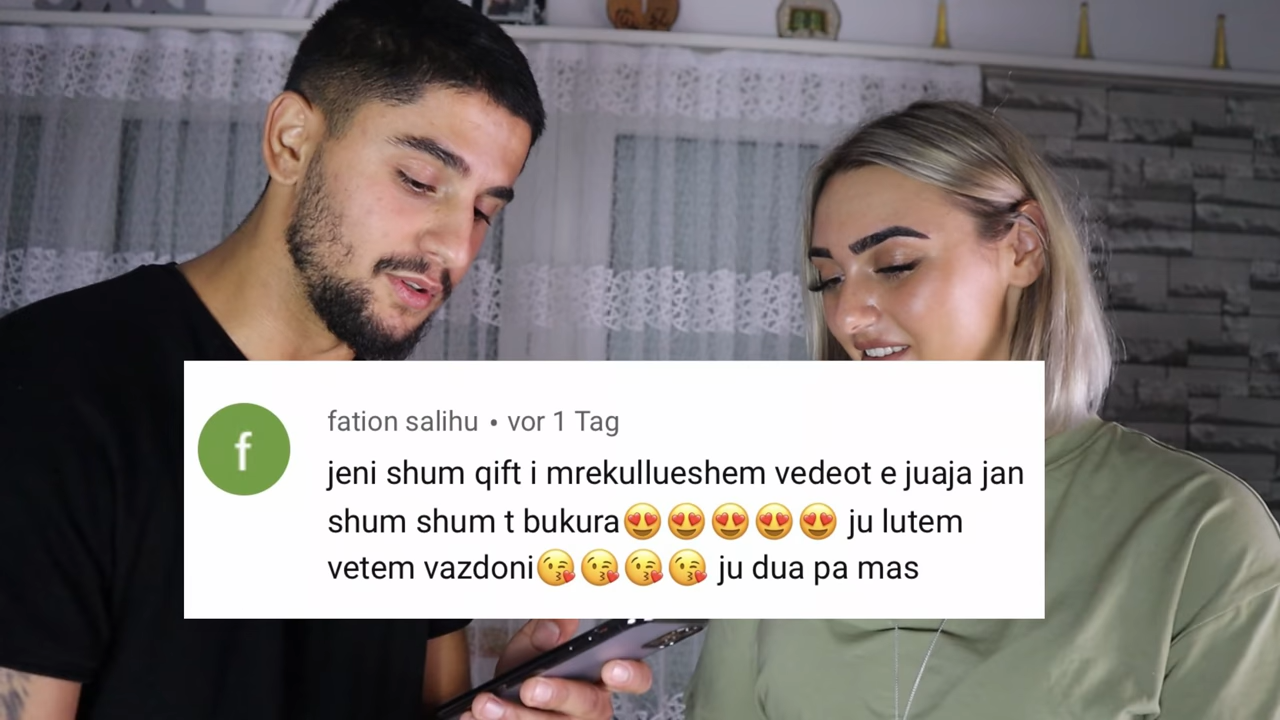 f
fation salihu • vor 1 Tag
jeni shum qift i mrekullueshem vedeot e juaja jan
shum shum t bukura😍😍😍😍😍 ju lutem
vetem vazdoni😘😘😘😘 ju dua pa mas